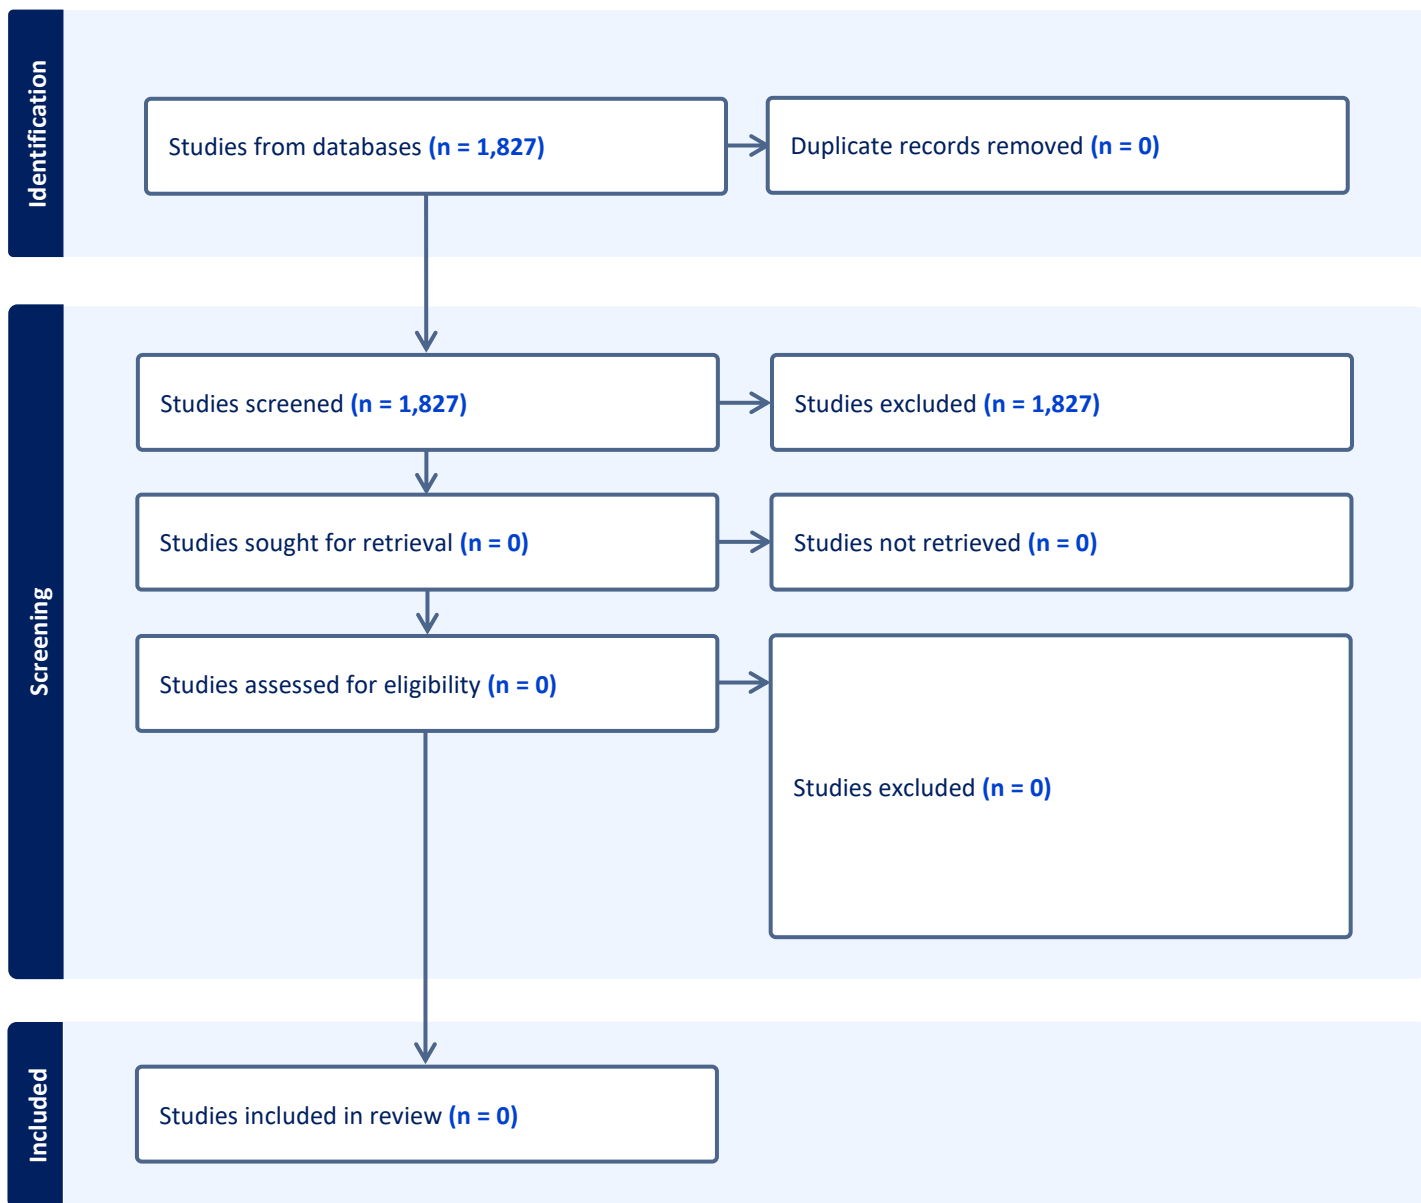 Identification
Studies from databases (n = 1,827)
Duplicate records removed (n = 0)
Screening
Studies screened (n = 1,827)
Studies excluded (n = 1,827)
Studies sought for retrieval (n = 0)
Studies not retrieved (n = 0)
Studies assessed for eligibility (n = 0)
Studies excluded (n = 0)
Included
Studies included in review (n = 0)